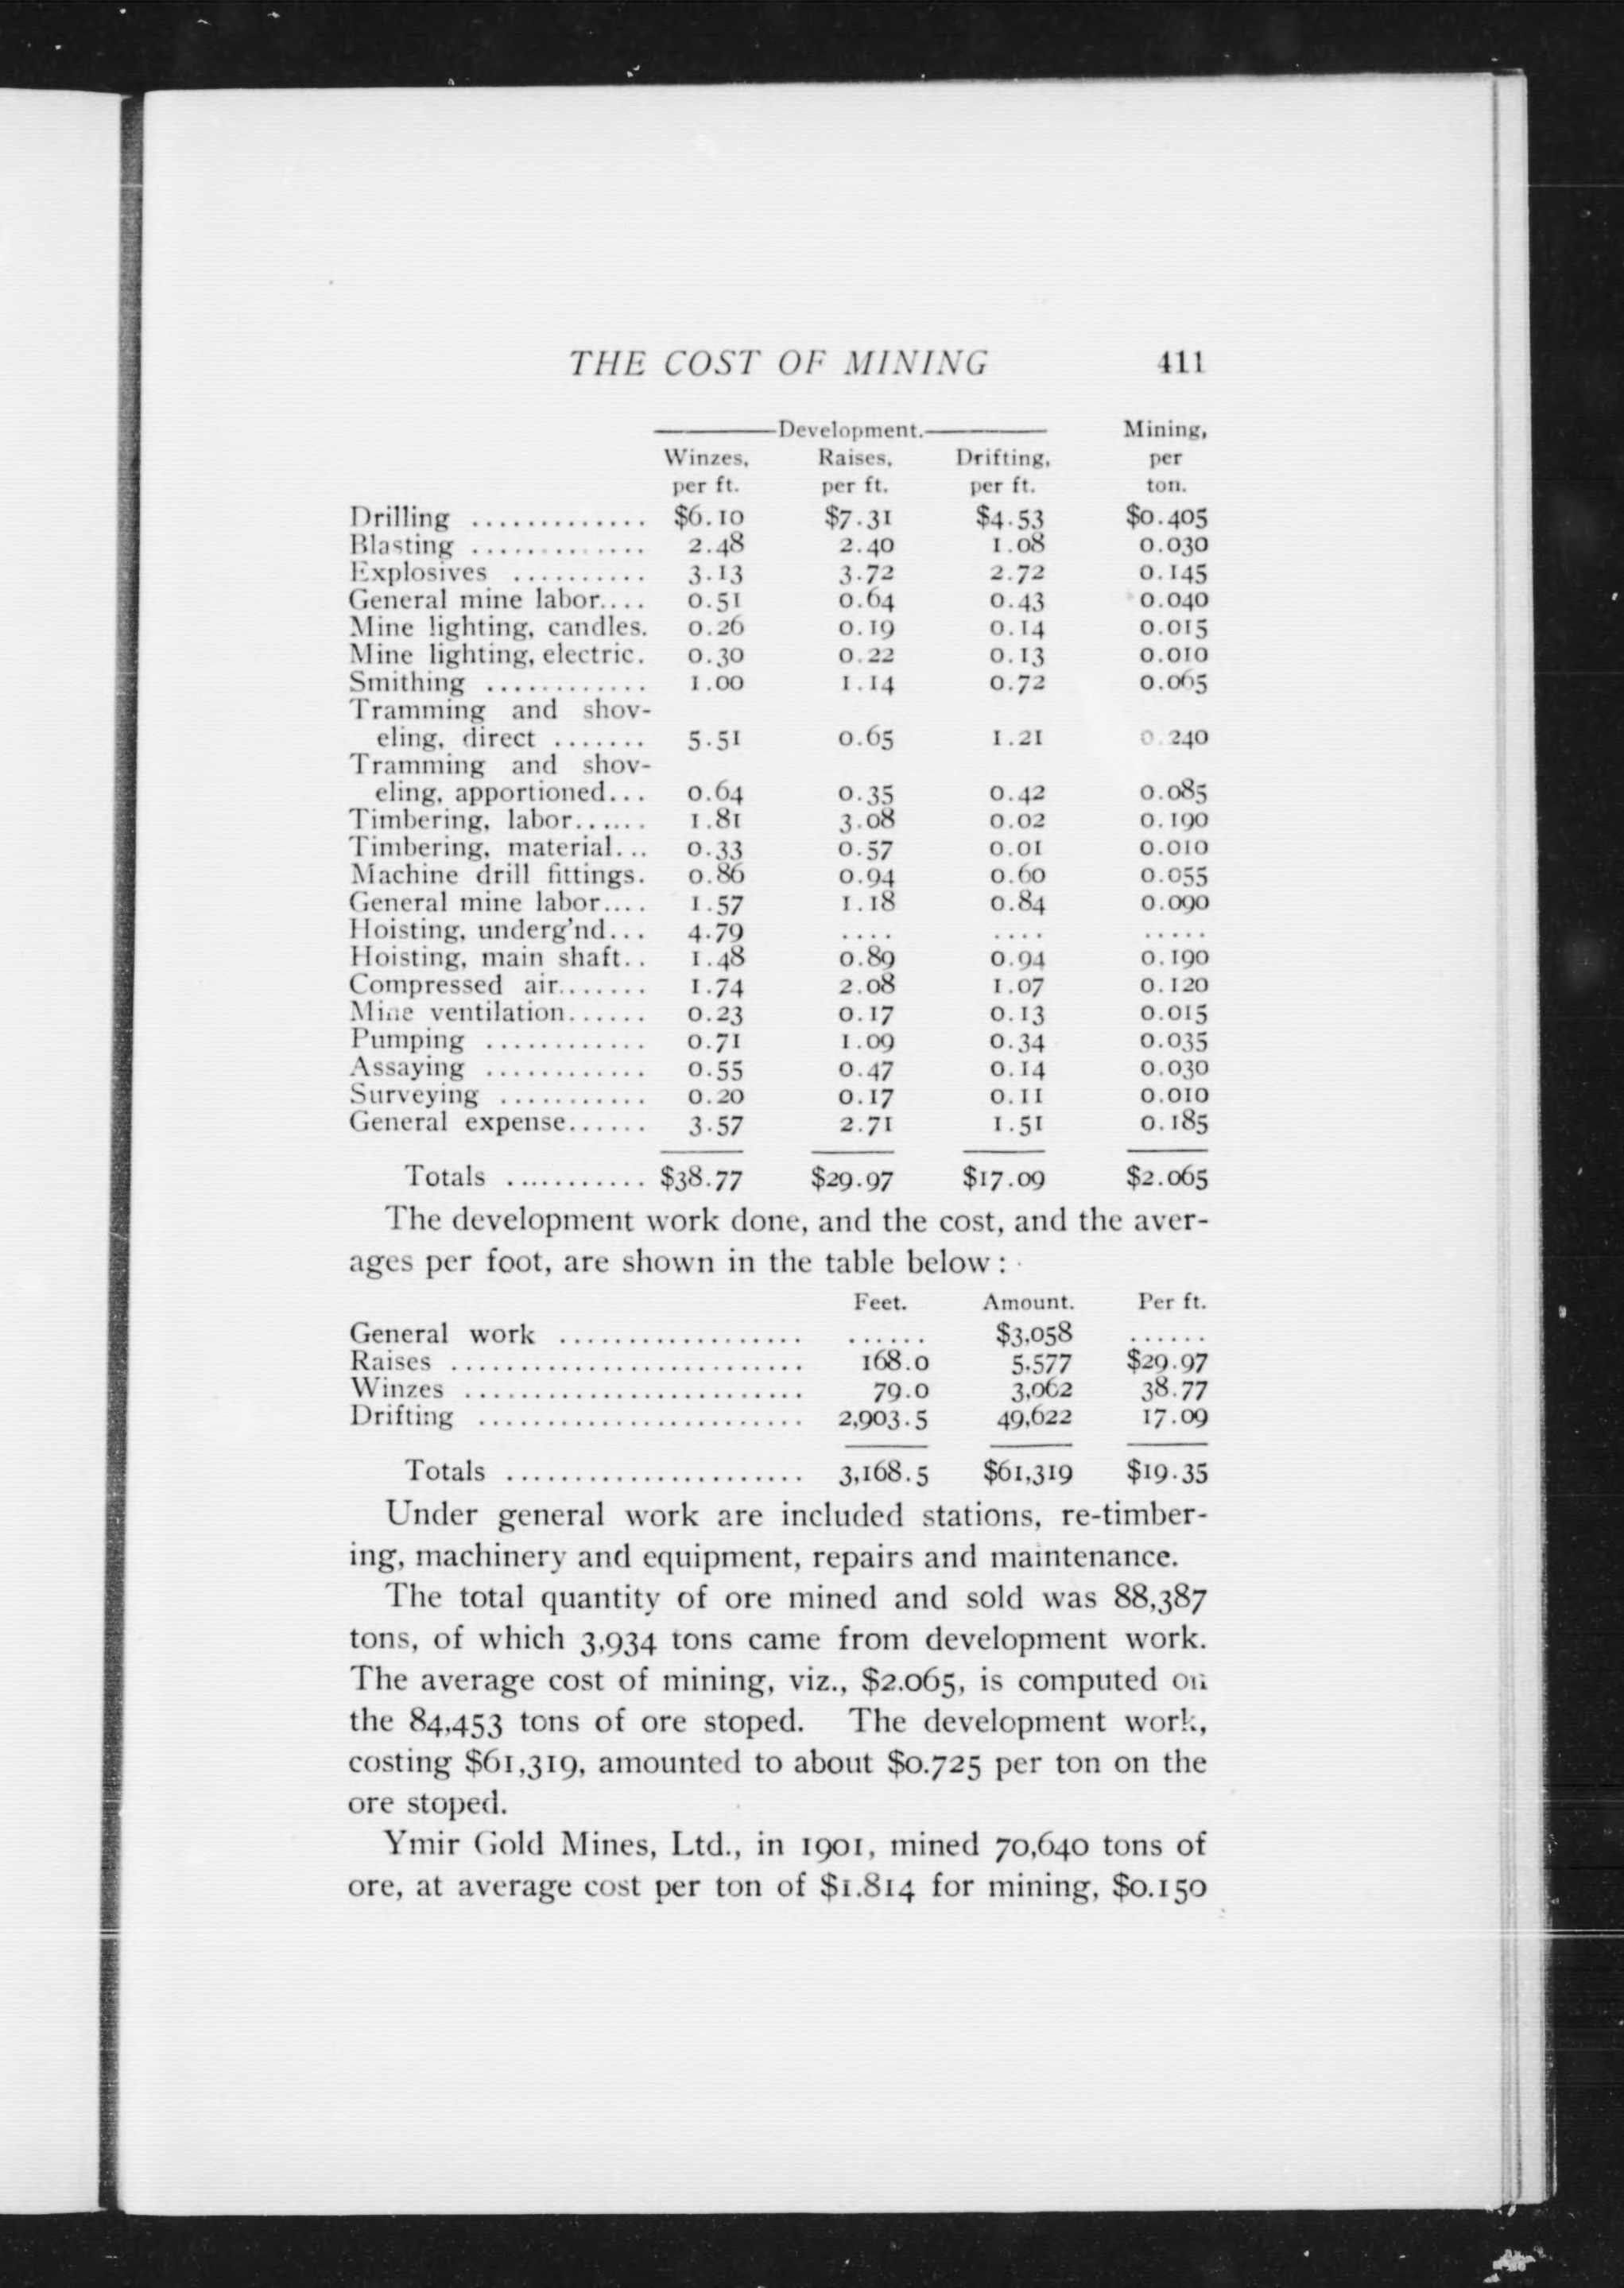 THE COST OF MINING 411
Development. Mining,
Winzes, Raises, Drifting, per
per ft. per ft. per ft. ton.
Drilling ............. $6.10 $7.31 $4.53 $0.405
Blasting ............. 2.48 2.40 1.08 0.030
Explosives .......... 3.13 3.72 2.72 0.145
General mine labor.... 0.51 0.64 0.43 0.040
Mine lighting, candles. 0.26 0.19 0.14 0.015
Mine lighting, electric. 0.30 0.22 0.13 0.010
Smithing ............ 1.00 1.14 0.72 0.065
Tramming and shov-
eling, direct ....... 5.51 0.65 1.21 0.240
Tramming and shov-
eling, apportioned... 0.64 0.35 0.42 0.085
Timbering, labor...... 1.81 3.08 0.02 0.190
Timbering, material... 0.33 0.57 0.01 0.010
Machine drill fittings. 0.86 0.94 0.60 0.055
General mine labor.... 1.57 1.18 0.84 0.090
Hoisting, underg'nd... 4.79 .... .... .....
Hoisting, main shaft.. 1.48 0.89 0.94 0.190
Compressed air....... 1.74 2.08 1.07 0.120
Mine ventilation...... 0.23 0.17 0.13 0.015
Pumping ............ 0.71 1.09 0.34 0.035
Assaying ............ 0.55 0.47 0.14 0.030
Surveying ........... 0.20 0.17 0.11 0.010
General expense...... 3.57 2.71 1.51 0.185
Totals ........... $38.77 $29.97 $17.09 $2.065
The development work done, and the cost, and the aver-
ages per foot, are shown in the table below:
Feet. Amount. Per ft.
General work .................. ...... $3,058 ......
Raises .......................... 168.0 5,577 $29.97
Winzes ......................... 79.0 3,062 38.77
Drifting ........................ 2,903.5 49,622 17.09
Totals ...................... 3,168.5 $61,319 $19.35
Under general work are included stations, re-timber-
ing, machinery and equipment, repairs and maintenance.
The total quantity of ore mined and sold was 88,387
tons, of which 3,934 tons came from development work.
The average cost of mining, viz., $2.065, is computed on
the 84,453 tons of ore stoped. The development work,
costing $61,319, amounted to about $0.725 per ton on the
ore stoped.
Ymir Gold Mines, Ltd., in 1901, mined 70,640 tons of
ore, at average cost per ton of $1.814 for mining, $0.150